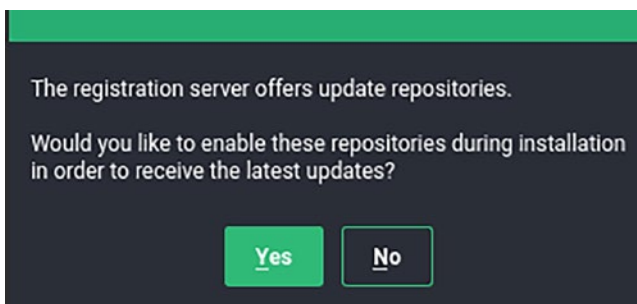 The registration server offers update repositories.
Would you like to enable these repositories during installation
in order to receive the latest updates?
Yes
No